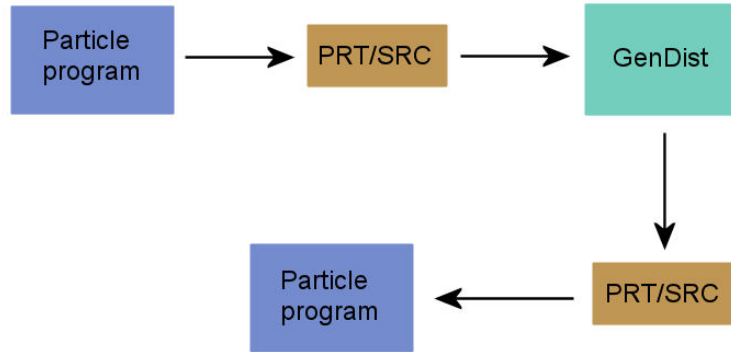 Particle
program
PRT/SRC
GenDist
PRT/SRC
Particle
program